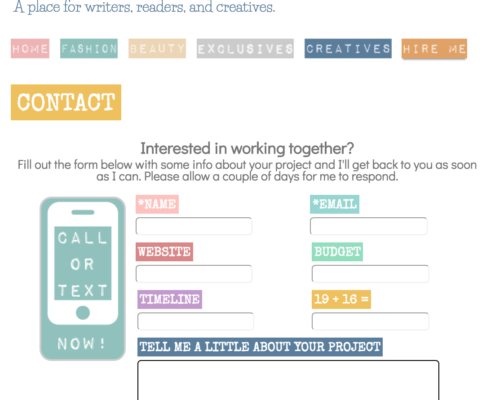 A place for writers, readers, and creatives.
HOME FASHION BEAUTY EXCLUSIVES CREATIVES HIRE ME
CONTACT
Interested in working together?
Fill out the form below with some info about your project and I'll get back to you as soon
as I can. Please allow a couple of days for me to respond.
*NAME *EMAIL
WEBSITE BUDGET
TIMELINE 19 + 16 =
TELL ME A LITTLE ABOUT YOUR PROJECT
CALL
OR
TEXT
NOW!